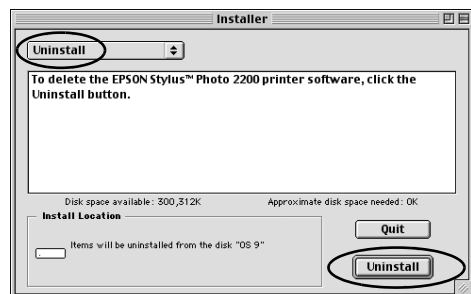 Installer
Uninstall
To delete the EPSON Stylus™ Photo 2200 printer software, click the
Uninstall button.
Disk space available: 300,312K Approximate disk space needed: 0K
Install Location
Items will be uninstalled from the disk "OS 9"
Quit
Uninstall